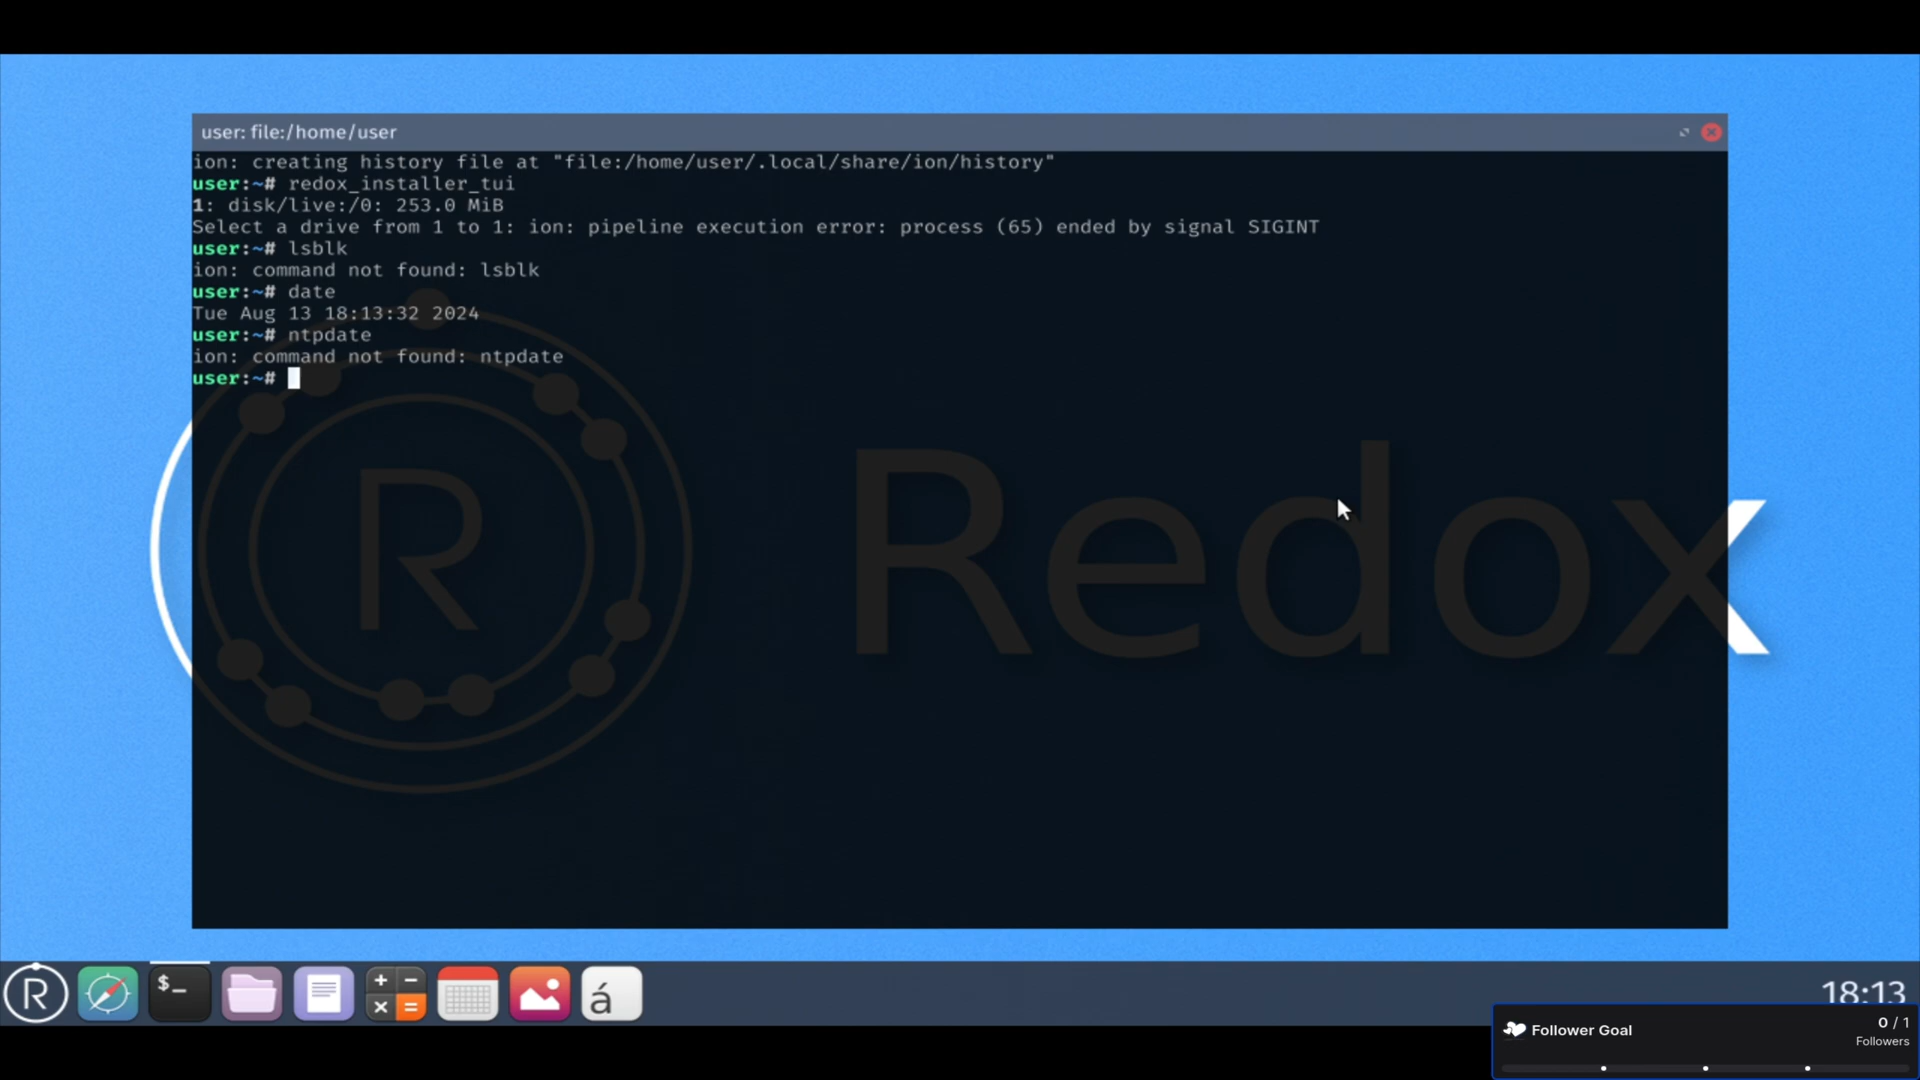 user: file:/home/user
ion: creating history file at "file:/home/user/.local/share/ion/history"
user:~# redox_installer_tui
1: disk/live:/0: 253.0 MiB
Select a drive from 1 to 1: ion: pipeline execution error: process (65) ended by signal SIGINT
user:~# lsblk
ion: command not found: lsblk
user:~# date
Tue Aug 13 18:13:32 2024
user:~# ntpdate
ion: command not found: ntpdate
user:~#
R Redox
R
$_
+ −
× =
á
18:13
Follower Goal
0 / 1
Followers